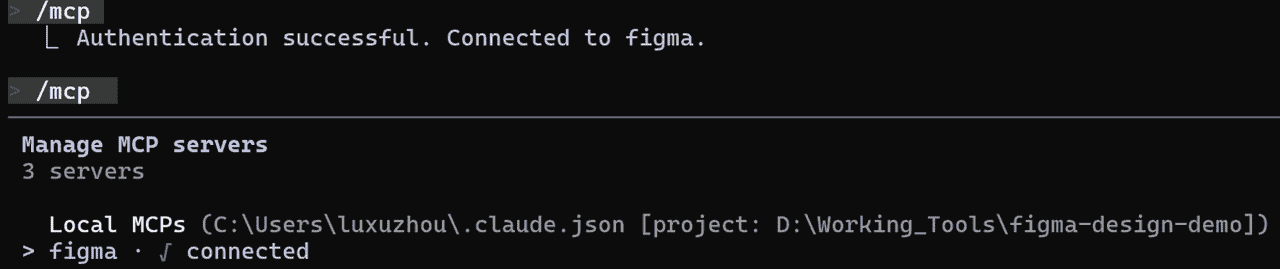 > /mcp
⎿ Authentication successful. Connected to figma.
> /mcp
Manage MCP servers
3 servers
Local MCPs (C:\Users\luxuzhou\.claude.json [project: D:\Working_Tools\figma-design-demo])
> figma · √ connected